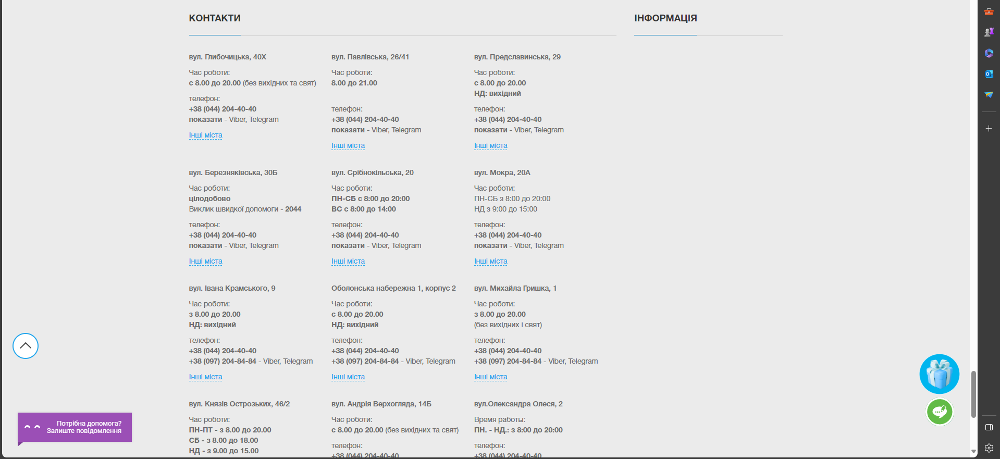 КОНТАКТИ
вул. Глибочицька, 40Х
Час роботи:
с 8.00 до 20.00 (без вихідних та свят)
телефон:
+38 (044) 204-40-40
показати - Viber, Telegram
Інші міста
вул. Павлівська, 26/41
Час роботи:
8.00 до 21.00
телефон:
+38 (044) 204-40-40
показати - Viber, Telegram
Інші міста
вул. Предславинська, 29
Час роботи:
с 8.00 до 20.00
НД: вихідний
телефон:
+38 (044) 204-40-40
показати - Viber, Telegram
Інші міста
вул. Березняківська, 30Б
Час роботи:
цілодобово
Виклик швидкої допомоги - 2044
телефон:
+38 (044) 204-40-40
показати - Viber, Telegram
Інші міста
вул. Срібнокільська, 20
Час роботи:
ПН-СБ с 8:00 до 20:00
ВС с 8:00 до 14:00
телефон:
+38 (044) 204-40-40
показати - Viber, Telegram
Інші міста
вул. Мокра, 20А
Час роботи:
ПН-СБ з 8:00 до 20:00
НД з 9:00 до 15:00
телефон:
+38 (044) 204-40-40
показати - Viber, Telegram
Інші міста
вул. Івана Крамського, 9
Час роботи:
з 8.00 до 20.00
НД: вихідний
телефон:
+38 (044) 204-40-40
+38 (097) 204-84-84 - Viber, Telegram
Інші міста
Оболонська набережна 1, корпус 2
Час роботи:
с 8.00 до 20.00
НД: вихідний
телефон:
+38 (044) 204-40-40
+38 (097) 204-84-84 - Viber, Telegram
Інші міста
вул. Михайла Гришка, 1
Час роботи:
з 8.00 до 20.00
(без вихідних і свят)
телефон:
+38 (044) 204-40-40
+38 (097) 204-84-84 - Viber, Telegram
Інші міста
вул. Князів Острозьких, 46/2
Час роботи:
ПН-ПТ - з 8.00 до 20.00
СБ - з 8.00 до 18.00
НД - з 9.00 до 15.00
вул. Андрія Верхогляда, 14Б
Час роботи:
с 8.00 до 20.00 (без вихідних та свят)
телефон:
+38 (044) 204-40-40
вул.Олександра Олеся, 2
Время работы:
ПН. - НД.: з 8:00 до 20:00
телефон:
+38 (044) 204-40-40
ІНФОРМАЦІЯ
Потрібна допомога?
Залиште повідомлення